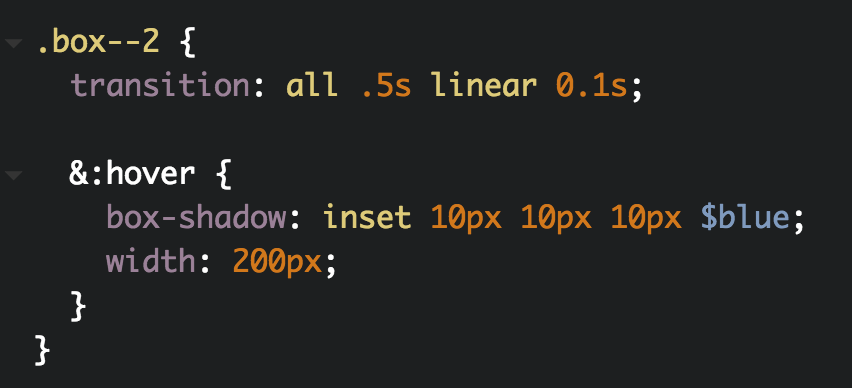 .box--2 {
transition: all .5s linear 0.1s;
&:hover {
box-shadow: inset 10px 10px 10px $blue;
width: 200px;
}
}